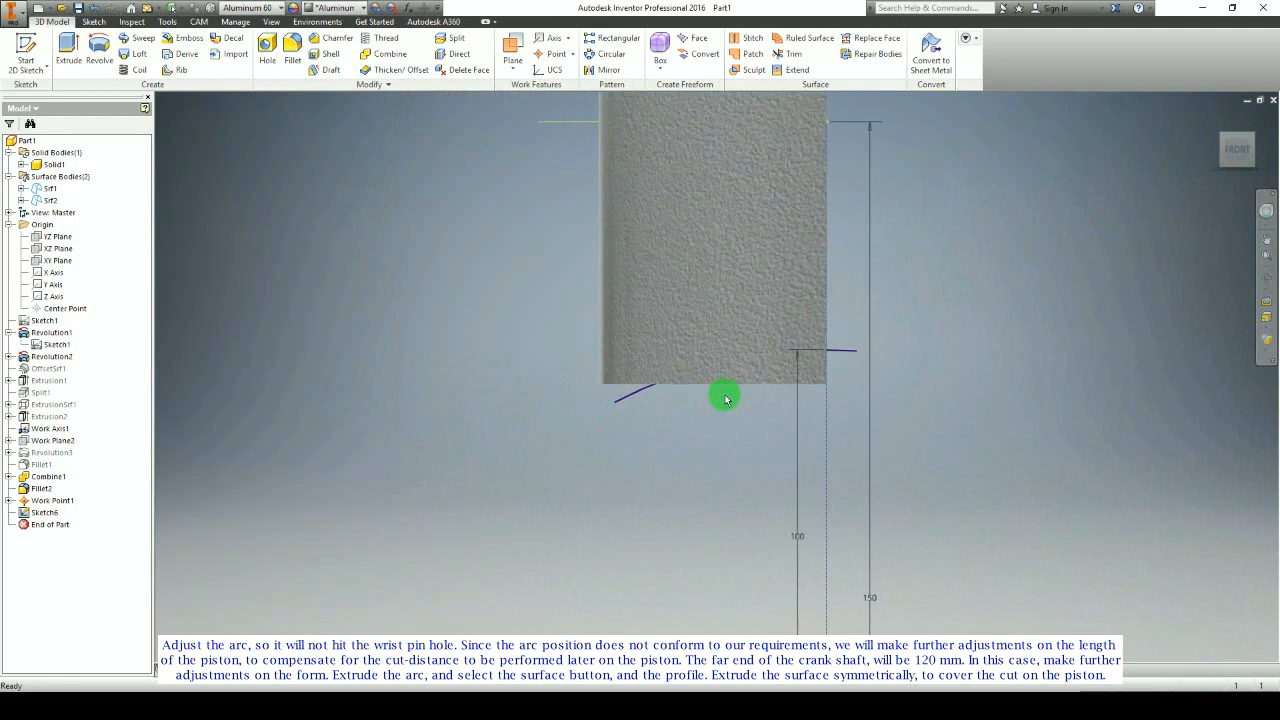 Aluminum 60
*Aluminum
Autodesk Inventor Professional 2016 Part1
Search Help & Commands...
Sign In
PRO
3D Model
Sketch
Inspect
Tools
CAM
Manage
View
Environments
Get Started
Autodesk A360
Start
2D Sketch
Extrude
Revolve
Sweep
Emboss
Decal
Loft
Derive
Import
Coil
Rib
Hole
Fillet
Chamfer
Thread
Split
Shell
Combine
Direct
Draft
Thicken/ Offset
Delete Face
Plane
Axis
Point
UCS
Rectangular
Circular
Mirror
Box
Face
Convert
Stitch
Ruled Surface
Replace Face
Patch
Trim
Repair Bodies
Sculpt
Extend
Convert to
Sheet Metal
Sketch
Create
Modify
Work Features
Pattern
Create Freeform
Surface
Convert
Model
Part1
Solid Bodies(1)
Solid1
Surface Bodies(2)
Srf1
Srf2
View: Master
Origin
YZ Plane
XZ Plane
XY Plane
X Axis
Y Axis
Z Axis
Center Point
Sketch1
Revolution1
Sketch1
Revolution2
OffsetSrf1
Extrusion1
Split1
ExtrusionSrf1
Extrusion2
Work Axis1
Work Plane2
Revolution3
Fillet1
Combine1
Fillet2
Work Point1
Sketch6
End of Part
FRONT
100
150
Adjust the arc, so it will not hit the wrist pin hole. Since the arc position does not conform to our requirements, we will make further adjustments on the length
of the piston, to compensate for the cut-distance to be performed later on the piston. The far end of the crank shaft, will be 120 mm. In this case, make further
adjustments on the form. Extrude the arc, and select the surface button, and the profile. Extrude the surface symmetrically, to cover the cut on the piston.
Ready
1
1